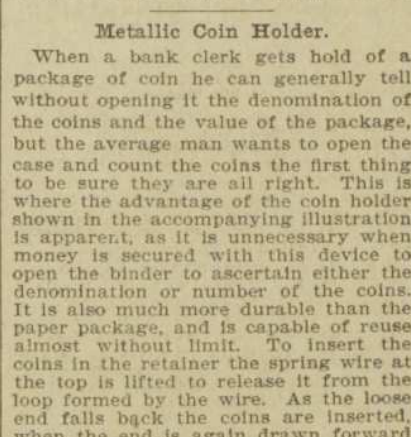 Metallic Coin Holder.
When a bank clerk gets hold of a
package of coin he can generally tell
without opening it the denomination of
the coins and the value of the package,
but the average man wants to open the
case and count the coins the first thing
to be sure they are all right. This is
where the advantage of the coin holder
shown in the accompanying illustration
is apparent, as it is unnecessary when
money is secured with this device to
open the binder to ascertain either the
denomination or number of the coins.
It is also much more durable than the
paper package, and is capable of reuse
almost without limit. To insert the
coins in the retainer the spring wire at
the top is lifted to release it from the
loop formed by the wire. As the loose
end falls back the coins are inserted,
when the end is again drawn forward